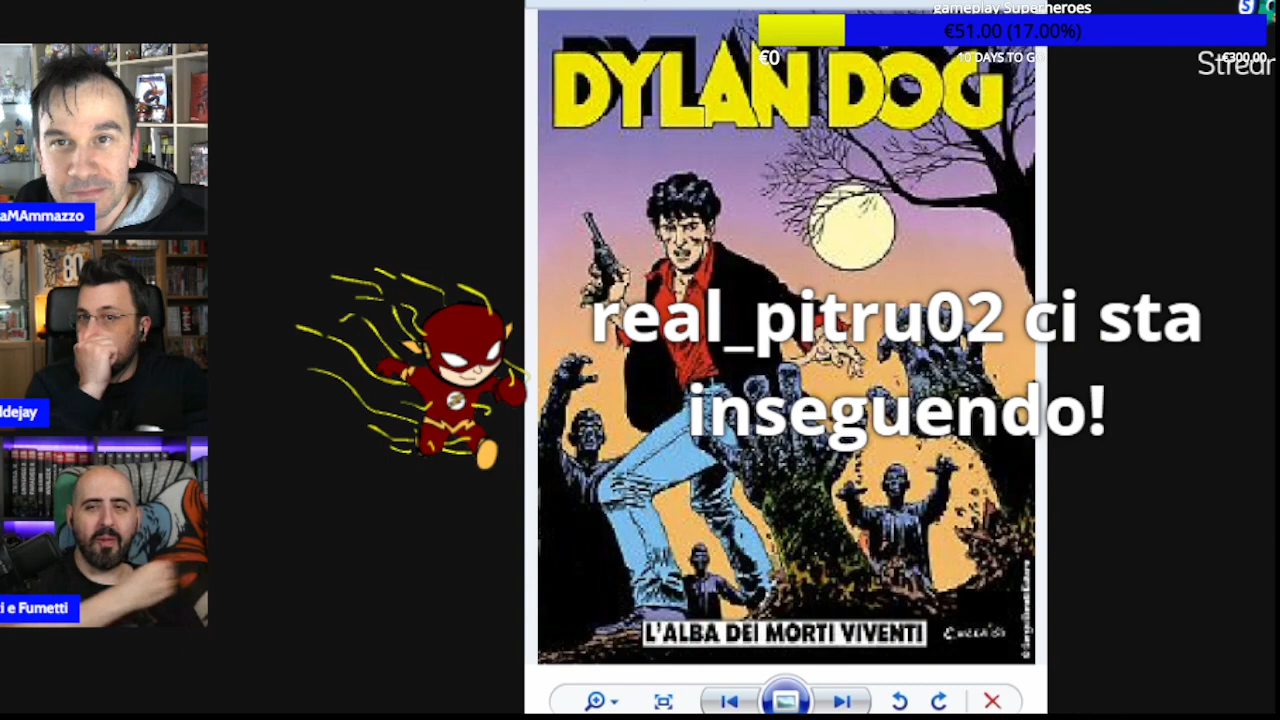 gameplay Superheroes
€51.00 (17.00%)
€0
10 DAYS TO G
€300.00
Strear
DYLAN DOG
aMAmmazzo
80
real_pitru02 ci sta
inseguendo!
ldejay
i e Fumetti
L'ALBA DEI MORTI VIVENTI